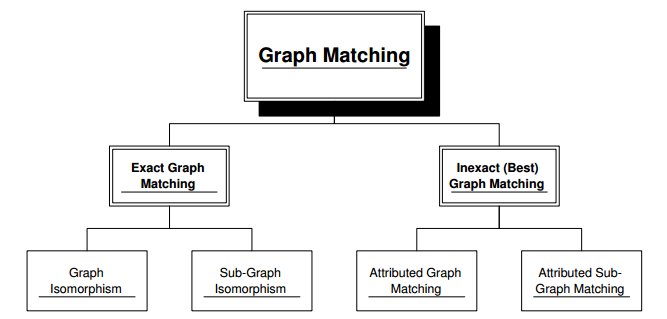 Graph Matching
Exact Graph
Matching
Inexact (Best)
Graph Matching
Graph
Isomorphism
Sub-Graph
Isomorphism
Attributed Graph
Matching
Attributed Sub-
Graph Matching